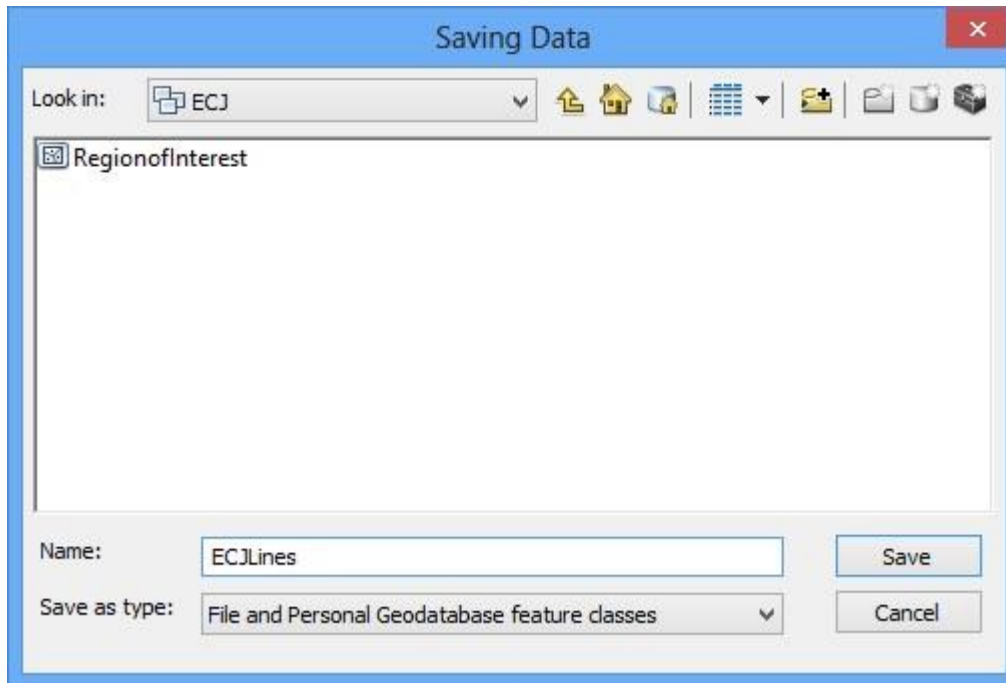 Saving Data
Look in: ECJ
RegionofInterest
Name: ECJLines Save
Save as type: File and Personal Geodatabase feature classes Cancel